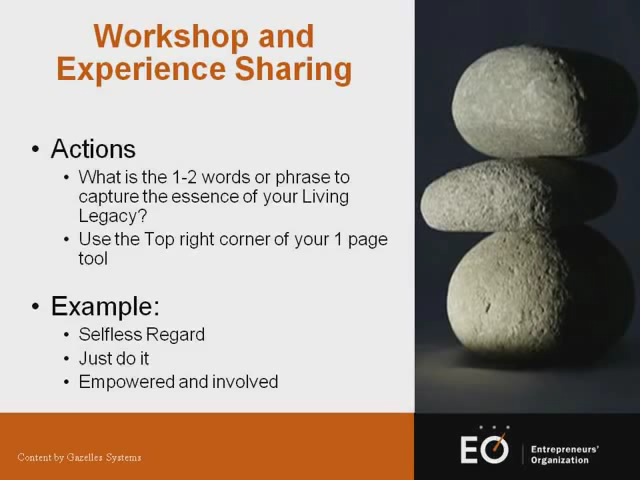 Workshop and
Experience Sharing
• Actions
• What is the 1-2 words or phrase to
capture the essence of your Living
Legacy?
• Use the Top right corner of your 1 page
tool
• Example:
• Selfless Regard
• Just do it
• Empowered and involved
Content by Gazelles Systems
EO
Entrepreneurs'
Organization